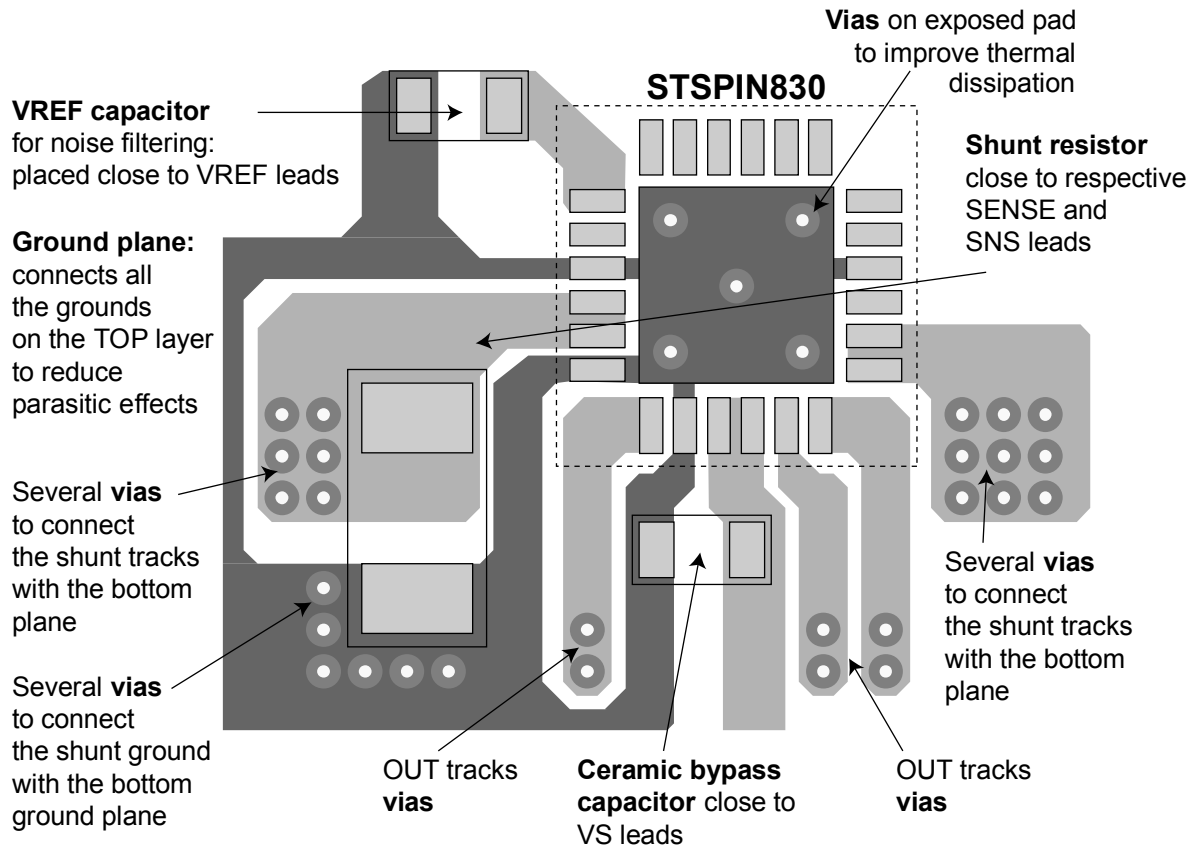 Vias on exposed pad
to improve thermal
dissipation
STSPIN830
VREF capacitor
for noise filtering:
placed close to VREF leads
Shunt resistor
close to respective
SENSE and
SNS leads
Ground plane:
connects all
the grounds
on the TOP layer
to reduce
parasitic effects
Several vias
to connect
the shunt tracks
with the bottom
plane
Several vias
to connect
the shunt tracks
with the bottom
plane
Several vias
to connect
the shunt ground
with the bottom
ground plane
OUT tracks
vias
Ceramic bypass
capacitor close to
VS leads
OUT tracks
vias